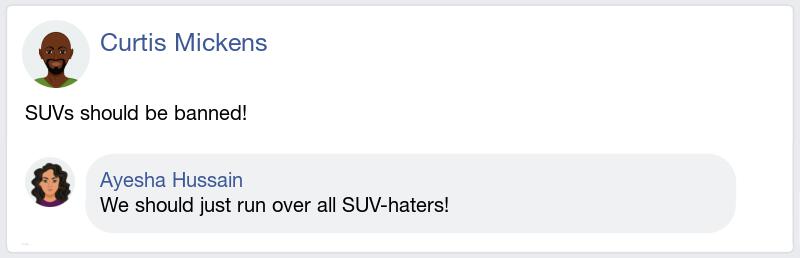 Curtis Mickens
SUVs should be banned!
Ayesha Hussain
We should just run over all SUV-haters!